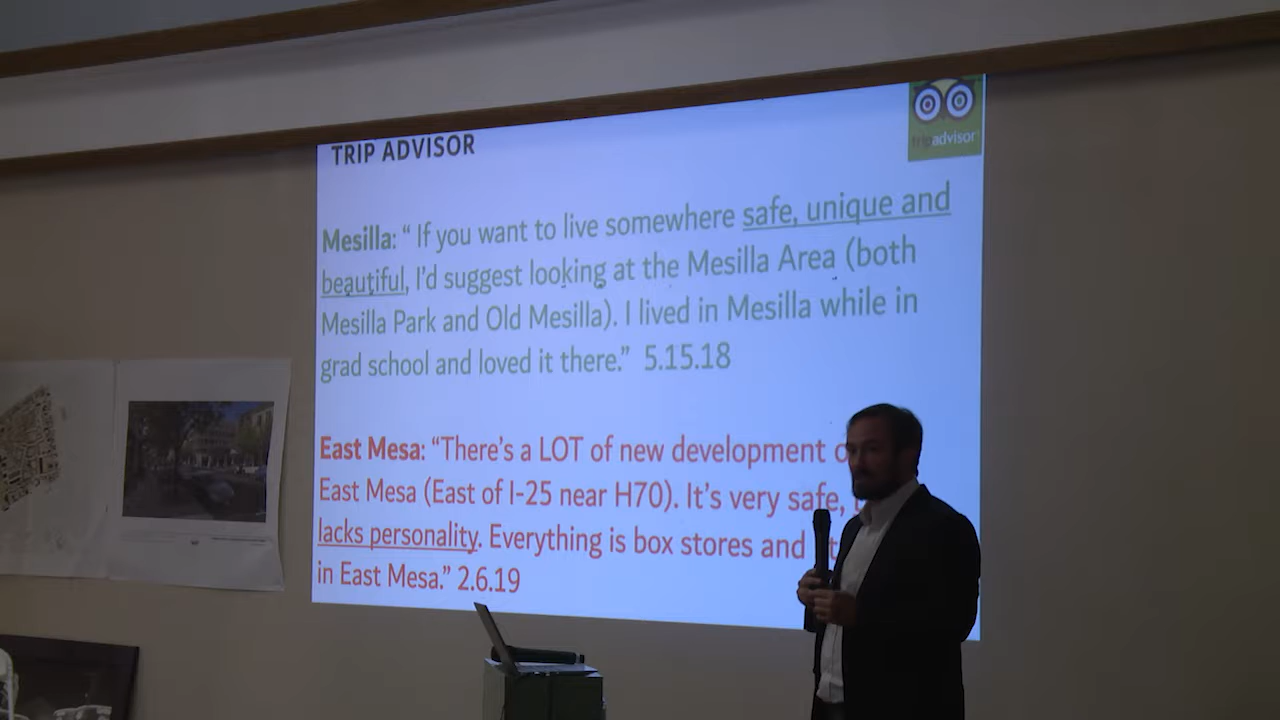 TRIP ADVISOR
tripadvisor
Mesilla: “ If you want to live somewhere safe, unique and
beautiful, I’d suggest looking at the Mesilla Area (both
Mesilla Park and Old Mesilla). I lived in Mesilla while in
grad school and loved it there.” 5.15.18
East Mesa: “There’s a LOT of new development
East Mesa (East of I-25 near H70). It’s very safe,
lacks personality. Everything is box stores and
in East Mesa.” 2.6.19